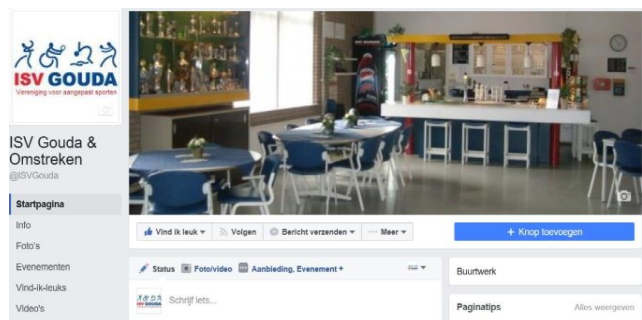 ISV GOUDA
Vereniging voor aangepast sporten
ISV Gouda &
Omstreken
@ISVGouda
Startpagina
Info
Foto's
Evenementen
Vind-ik-leuks
Video's
Vind ik leuk
Volgen
Bericht verzenden
Meer
+ Knop toevoegen
Status
Foto/video
Aanbieding, Evenement +
ISV GOUDA
Schrijf iets...
Buurtwerk
Paginatips
Alles weergeven